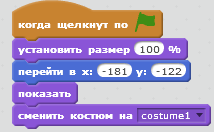 когда щелкнут по
установить размер 100 %
перейти в x: -181 y: -122
показать
сменить костюм на costume1